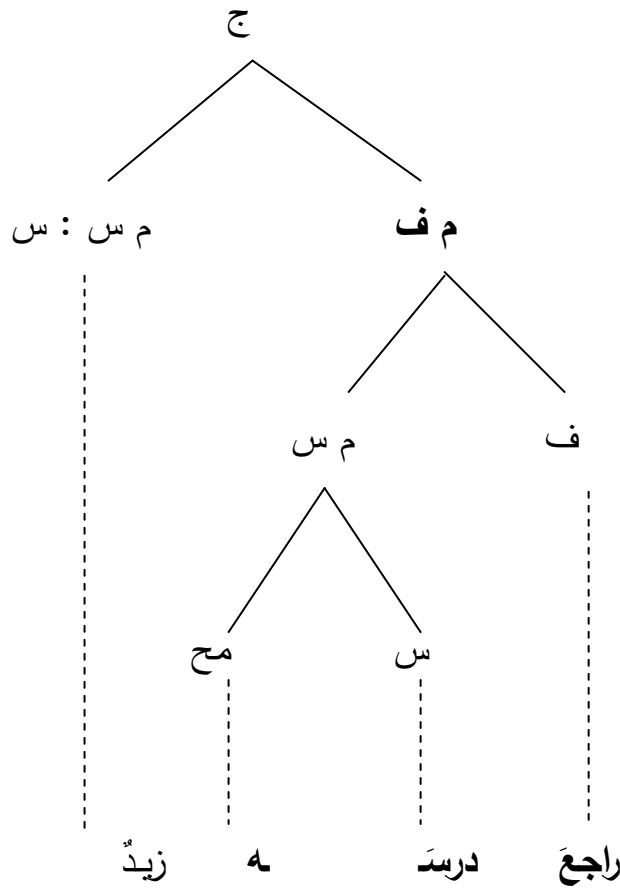 ج
م ف م س : س
ف م س
س مح
راجعَ درسَـ ـه زيدٌ